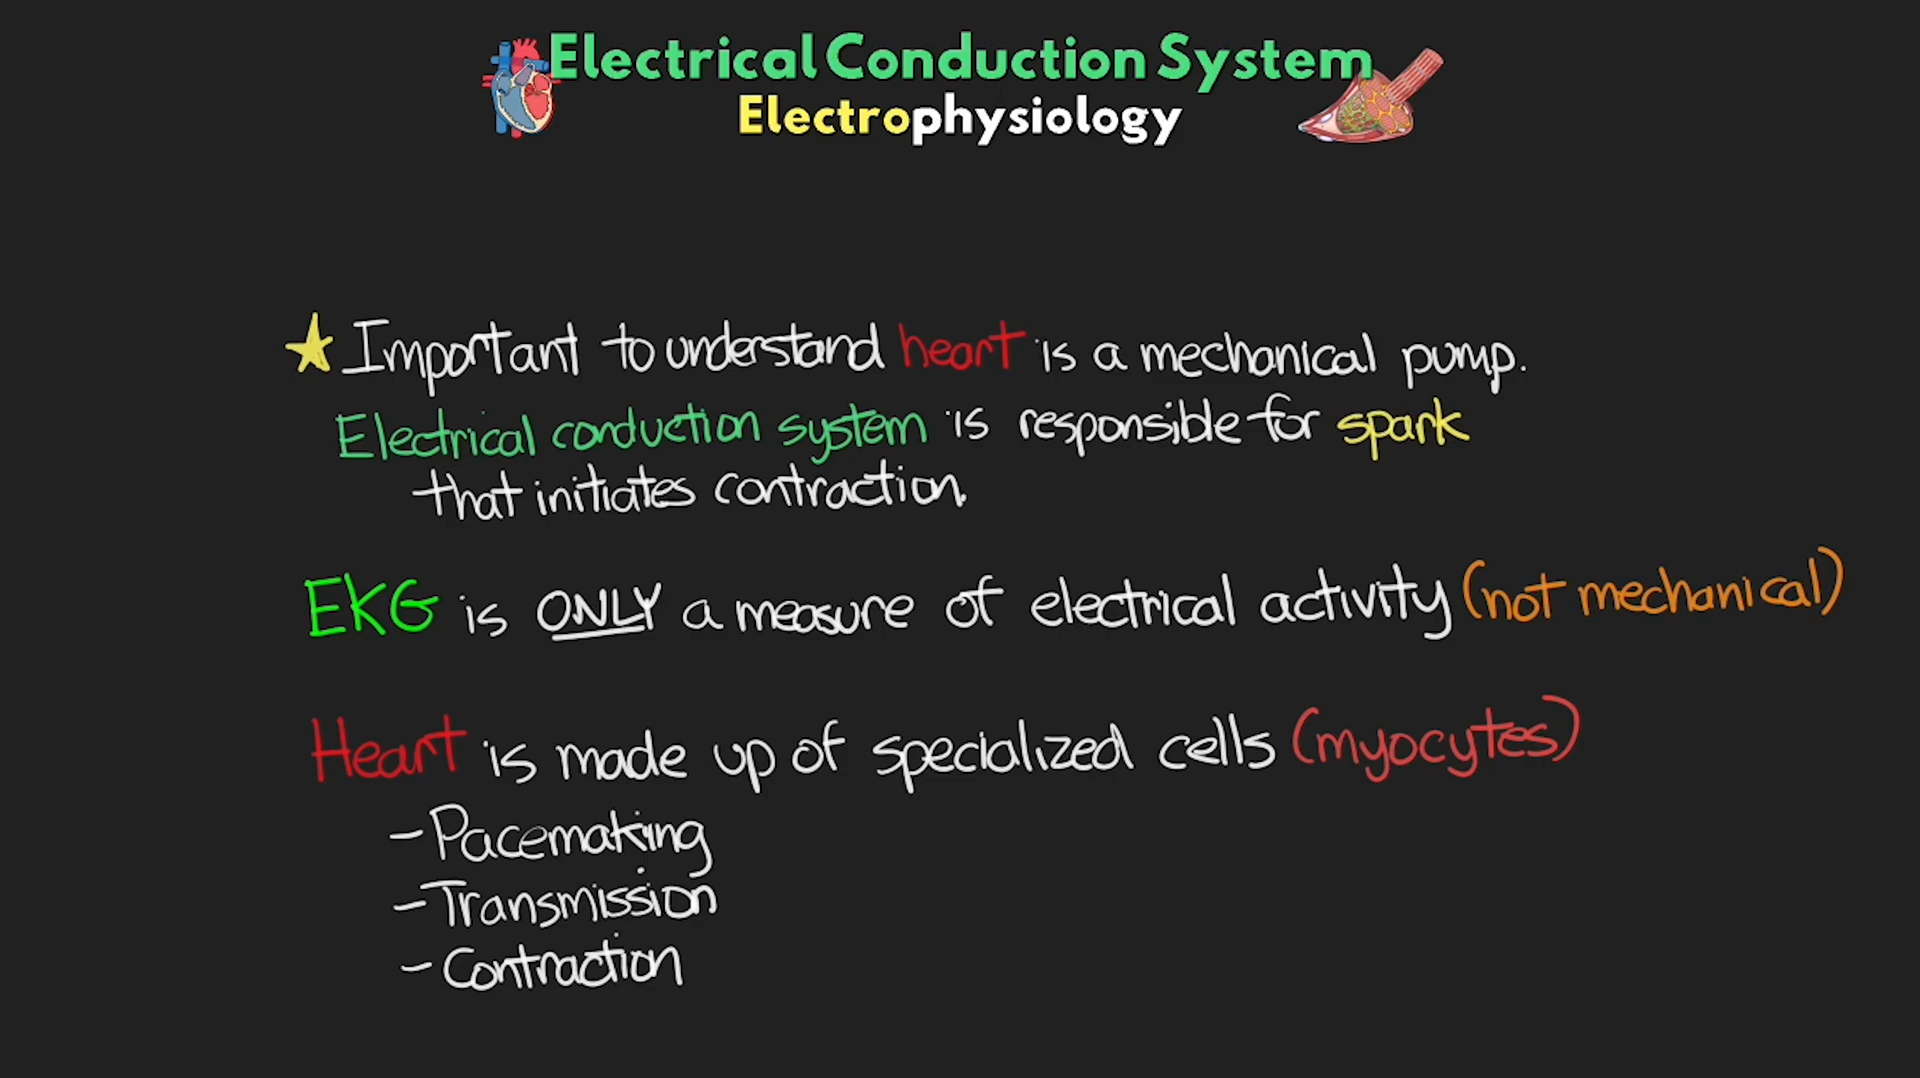 Electrical Conduction System
Electrophysiology
Important to understand heart is a mechanical pump.
Electrical conduction system is responsible for spark
that initiates contraction.
EKG is ONLY a measure of electrical activity (not mechanical)
Heart is made up of specialized cells (myocytes)
- Pacemaking
- Transmission
- Contraction